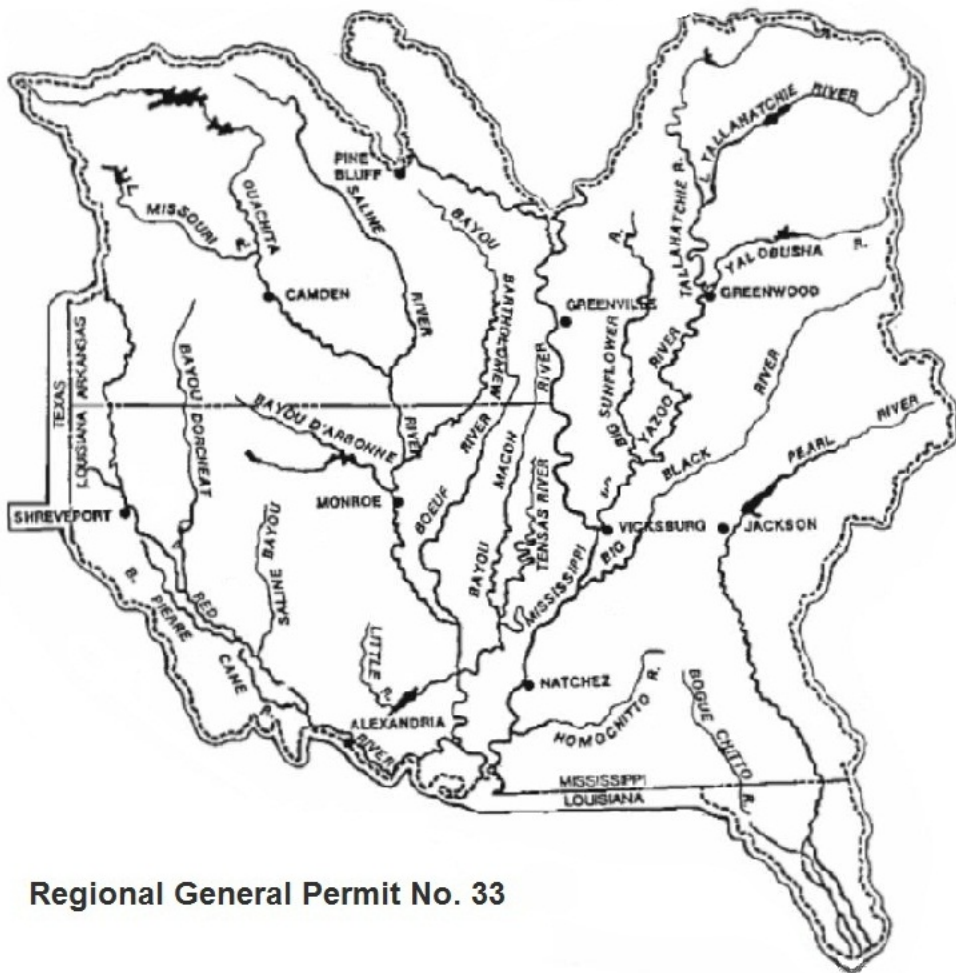 L. TALLAHATCHIE RIVER
TALLAHATCHIE R.
PINE
BLUFF
SALINE
RIVER
OUACHITA
RIVER
L. MISSOURI R.
BAYOU
BARTHOLOMEW
YALOBUSHA R.
GREENWOOD
CAMDEN
GREENVILLE
BIG SUNFLOWER R.
YAZOO RIVER
BIG BLACK RIVER
PEARL RIVER
TEXAS
LOUISIANA ARKANSAS
BAYOU DORCHEAT
BAYOU D'ARBONNE
BOEUF RIVER
BAYOU MACON
TENSAS RIVER
MISSISSIPPI RIVER
SHREVEPORT
MONROE
VICKSBURG
JACKSON
SALINE BAYOU
B. PIERRE
RED
RIVER
CANE R.
LITTLE R.
ALEXANDRIA
NATCHEZ
HOMOCHITTO R.
BOGUE CHITTO R.
MISSISSIPPI
LOUISIANA
Regional General Permit No. 33